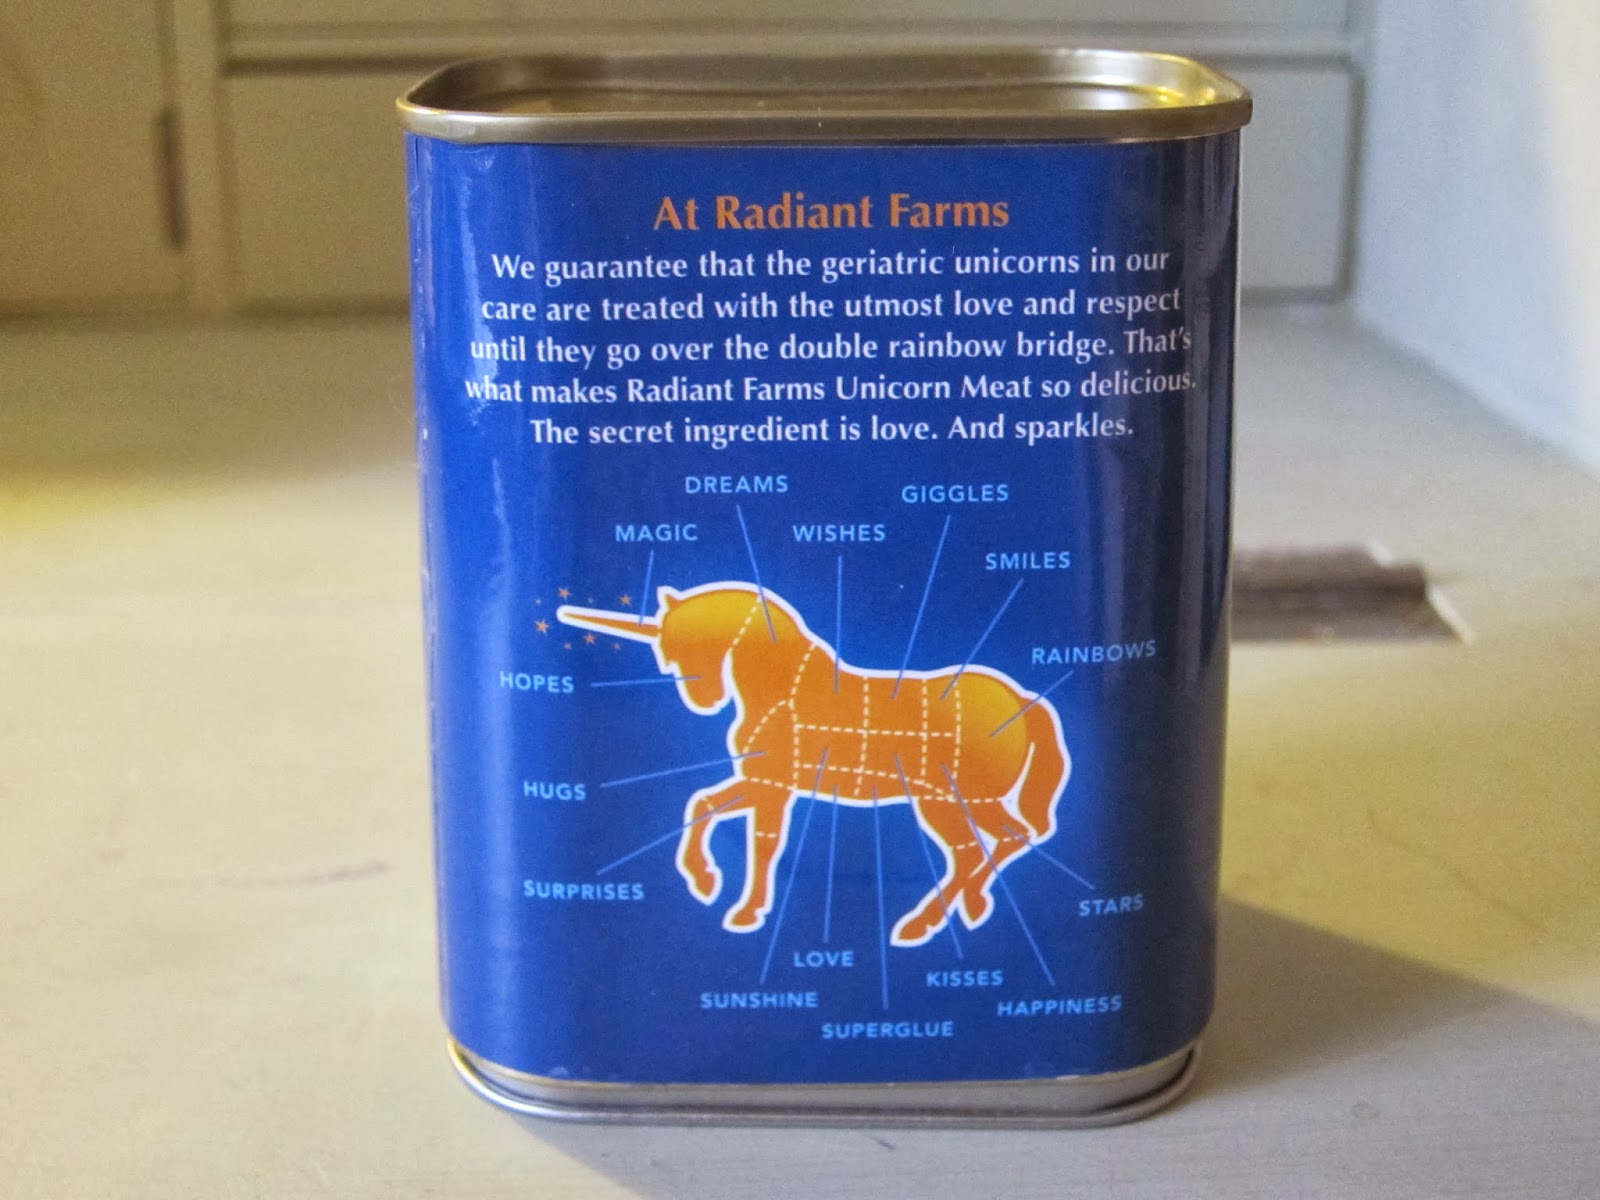 At Radiant Farms
We guarantee that the geriatric unicorns in our
care are treated with the utmost love and respect
until they go over the double rainbow bridge. That's
what makes Radiant Farms Unicorn Meat so delicious.
The secret ingredient is love. And sparkles.
DREAMS
GIGGLES
MAGIC
WISHES
SMILES
RAINBOWS
HOPES
HUGS
SURPRISES
STARS
LOVE
KISSES
SUNSHINE
HAPPINESS
SUPERGLUE